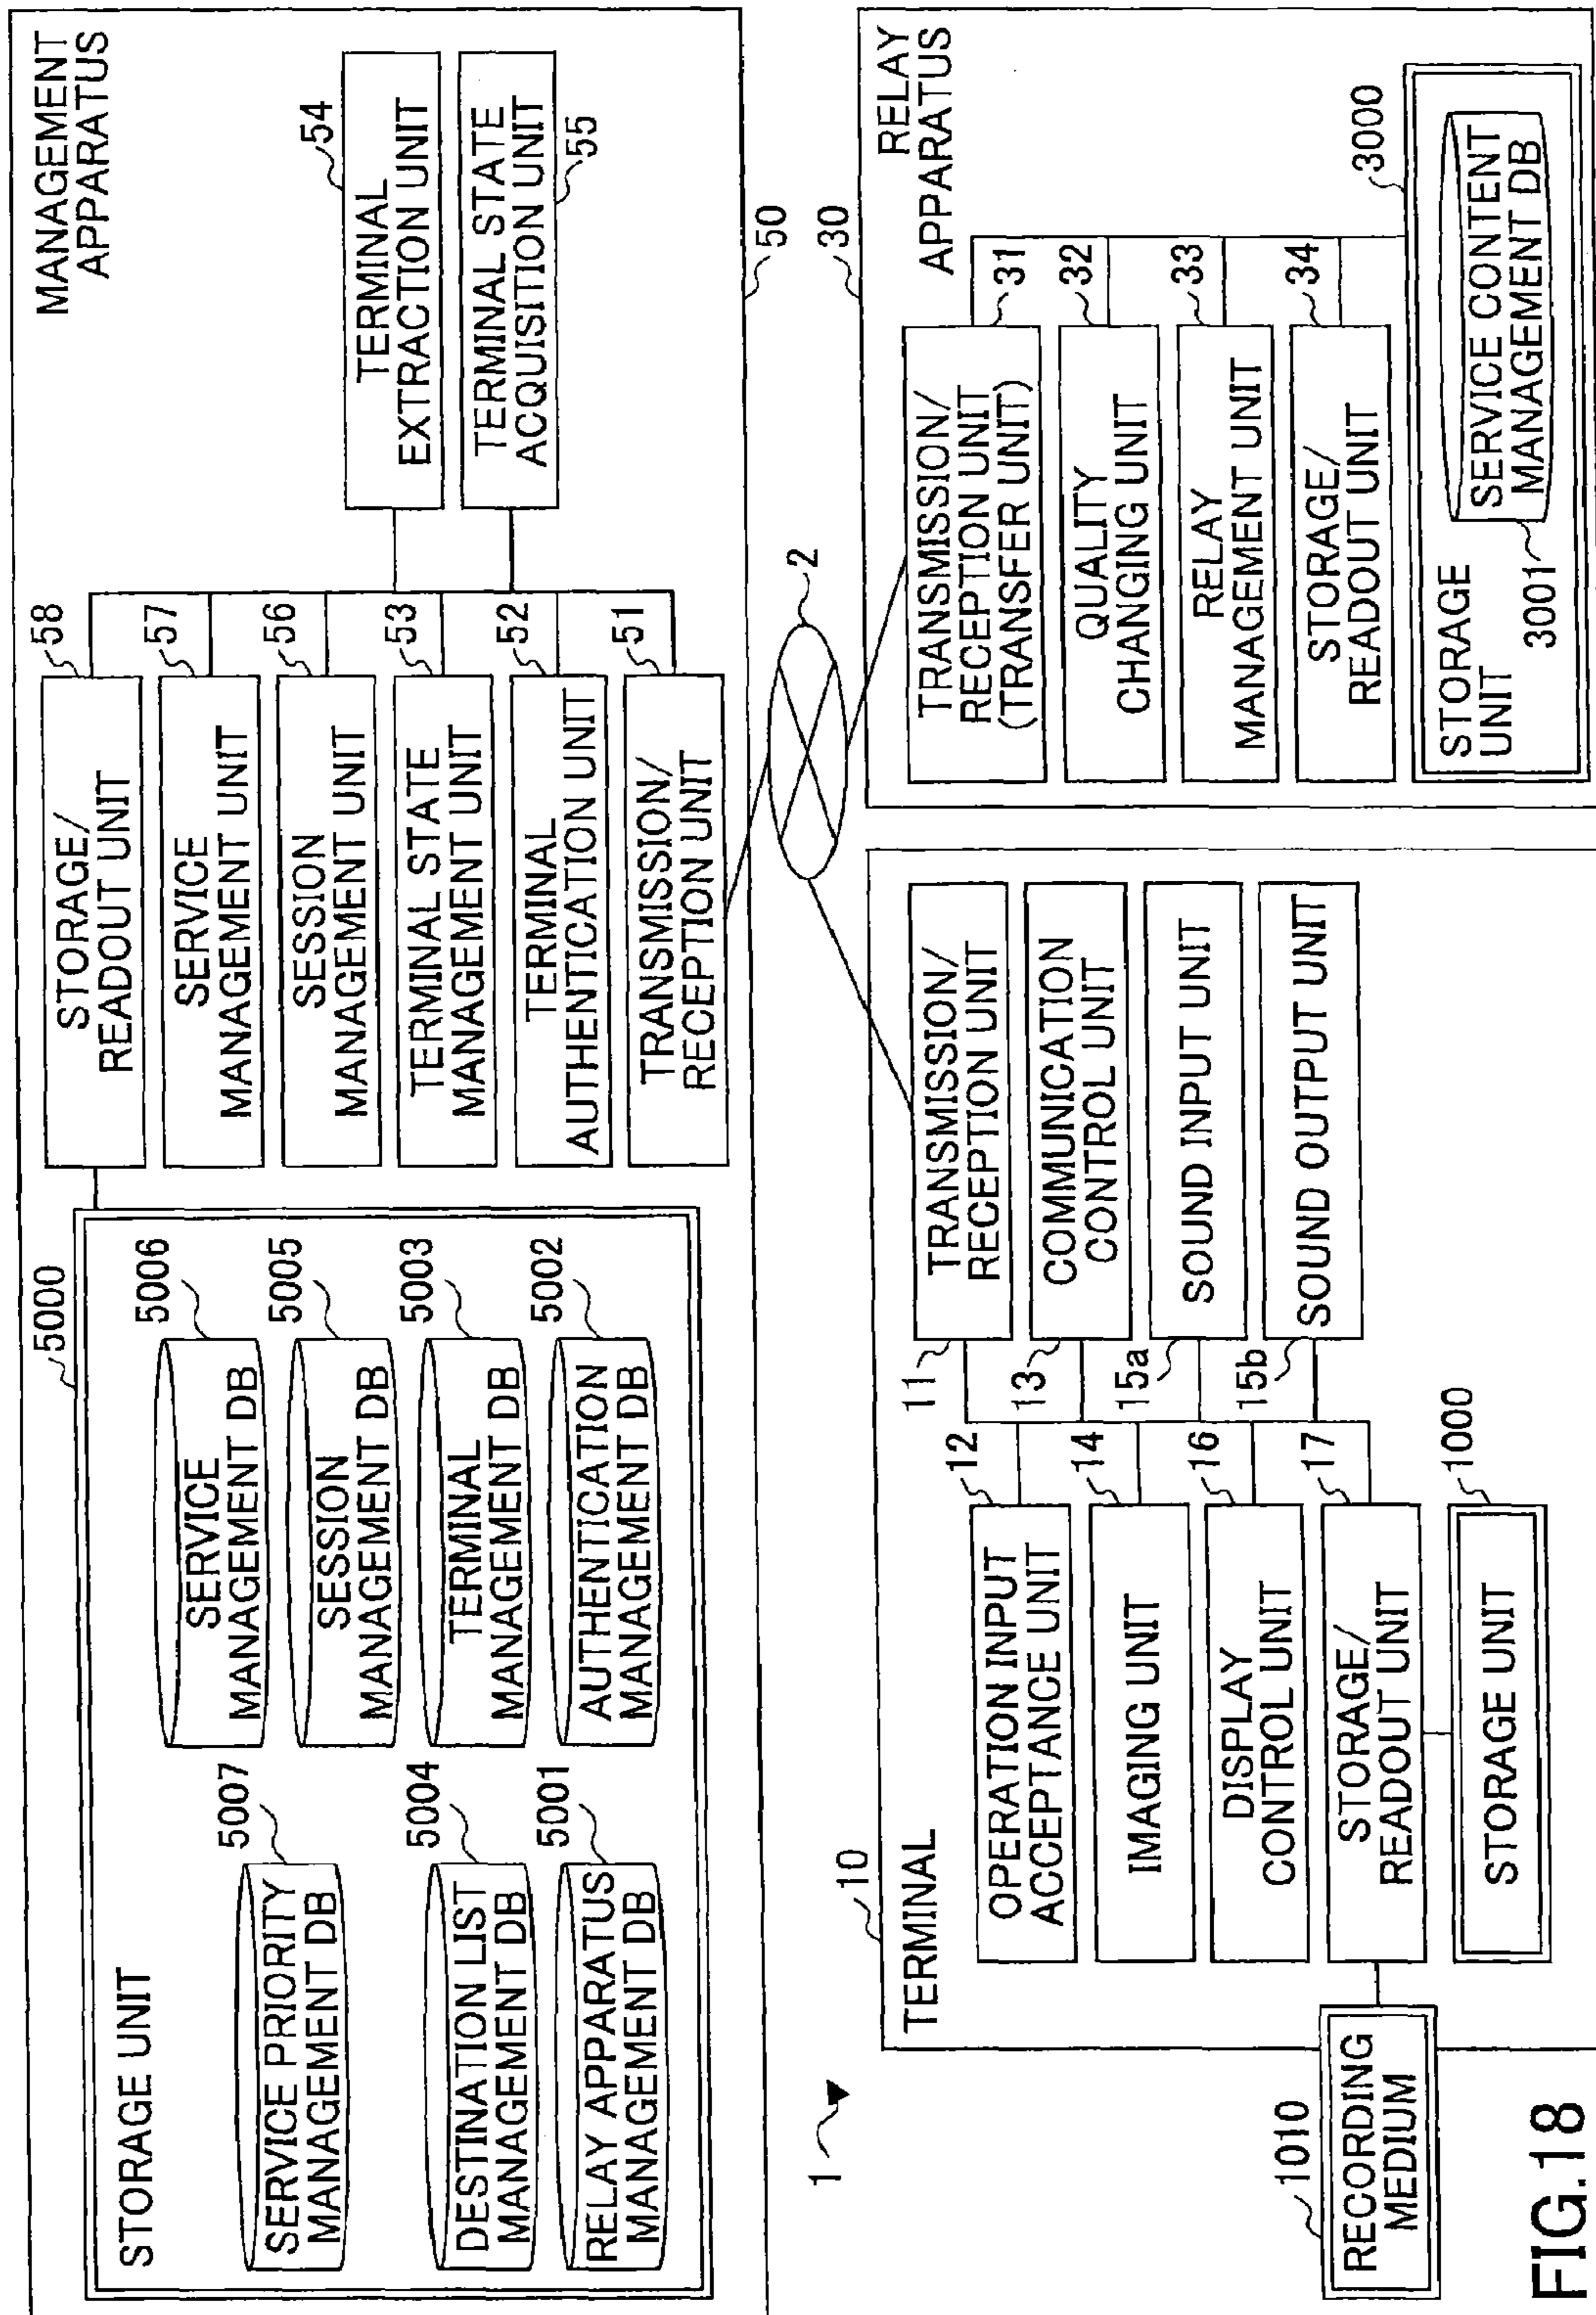 MANAGEMENT
APPARATUS
50
5000
STORAGE UNIT
5007
SERVICE PRIORITY
MANAGEMENT DB
5006
SERVICE
MANAGEMENT DB
5005
SESSION
MANAGEMENT DB
5004
DESTINATION LIST
MANAGEMENT DB
5003
TERMINAL
MANAGEMENT DB
5001
RELAY APPARATUS
MANAGEMENT DB
5002
AUTHENTICATION
MANAGEMENT DB
58
STORAGE/
READOUT UNIT
57
SERVICE
MANAGEMENT UNIT
56
SESSION
MANAGEMENT UNIT
53
TERMINAL STATE
MANAGEMENT UNIT
52
TERMINAL
AUTHENTICATION UNIT
51
TRANSMISSION/
RECEPTION UNIT
54
TERMINAL
EXTRACTION UNIT
TERMINAL STATE
ACQUISITION UNIT
55
1
2
10
TERMINAL
12
OPERATION INPUT
ACCEPTANCE UNIT
14
IMAGING UNIT
16
DISPLAY
CONTROL UNIT
17
STORAGE/
READOUT UNIT
1000
STORAGE UNIT
1010
RECORDING
MEDIUM
11
TRANSMISSION/
RECEPTION UNIT
13
COMMUNICATION
CONTROL UNIT
15a
SOUND INPUT UNIT
15b
SOUND OUTPUT UNIT
30
RELAY
APPARATUS
TRANSMISSION/
RECEPTION UNIT
(TRANSFER UNIT)
31
QUALITY
CHANGING UNIT
32
RELAY
MANAGEMENT UNIT
33
STORAGE/
READOUT UNIT
34
3000
STORAGE
UNIT
3001
SERVICE CONTENT
MANAGEMENT DB
FIG.18